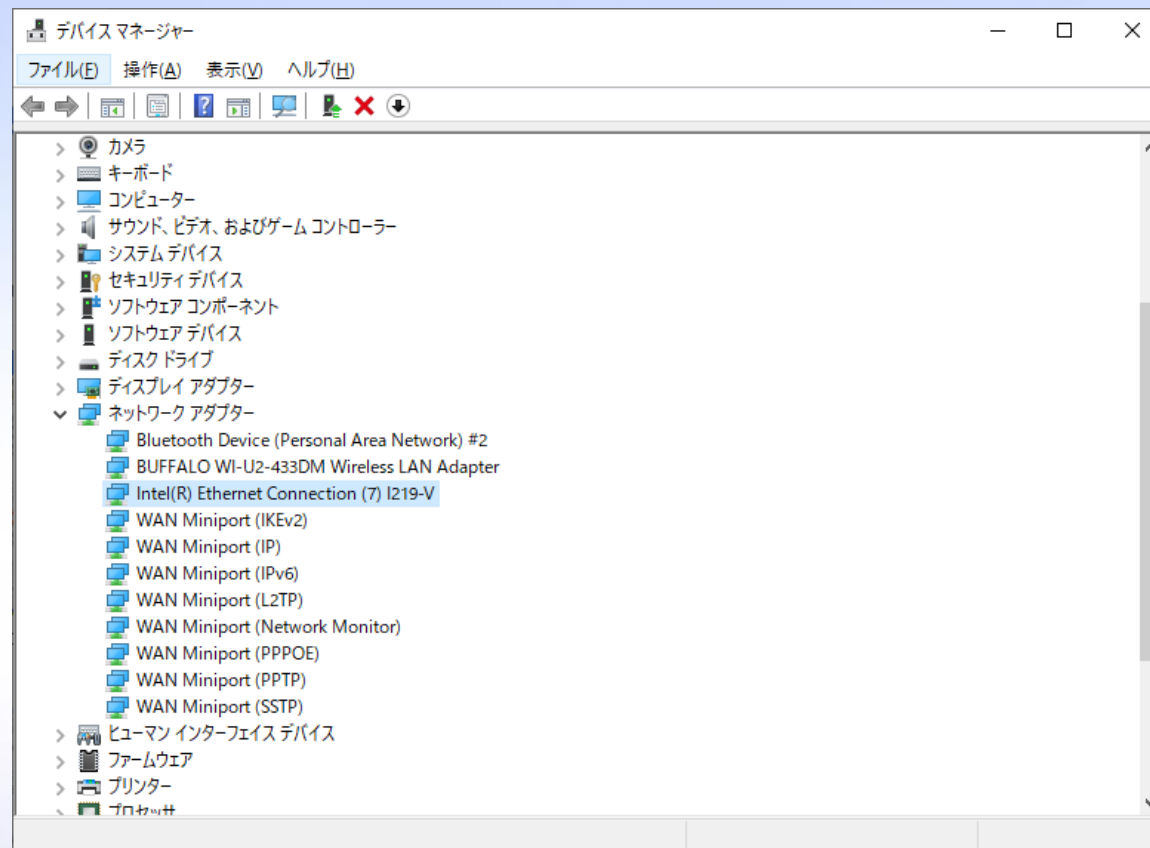 デバイス マネージャー
ファイル(F) 操作(A) 表示(V) ヘルプ(H)
カメラ
キーボード
コンピューター
サウンド、ビデオ、およびゲーム コントローラー
システム デバイス
セキュリティ デバイス
ソフトウェア コンポーネント
ソフトウェア デバイス
ディスク ドライブ
ディスプレイ アダプター
ネットワーク アダプター
Bluetooth Device (Personal Area Network) #2
BUFFALO WI-U2-433DM Wireless LAN Adapter
Intel(R) Ethernet Connection (7) I219-V
WAN Miniport (IKEv2)
WAN Miniport (IP)
WAN Miniport (IPv6)
WAN Miniport (L2TP)
WAN Miniport (Network Monitor)
WAN Miniport (PPPOE)
WAN Miniport (PPTP)
WAN Miniport (SSTP)
ヒューマン インターフェイス デバイス
ファームウェア
プリンター
プロセッサ